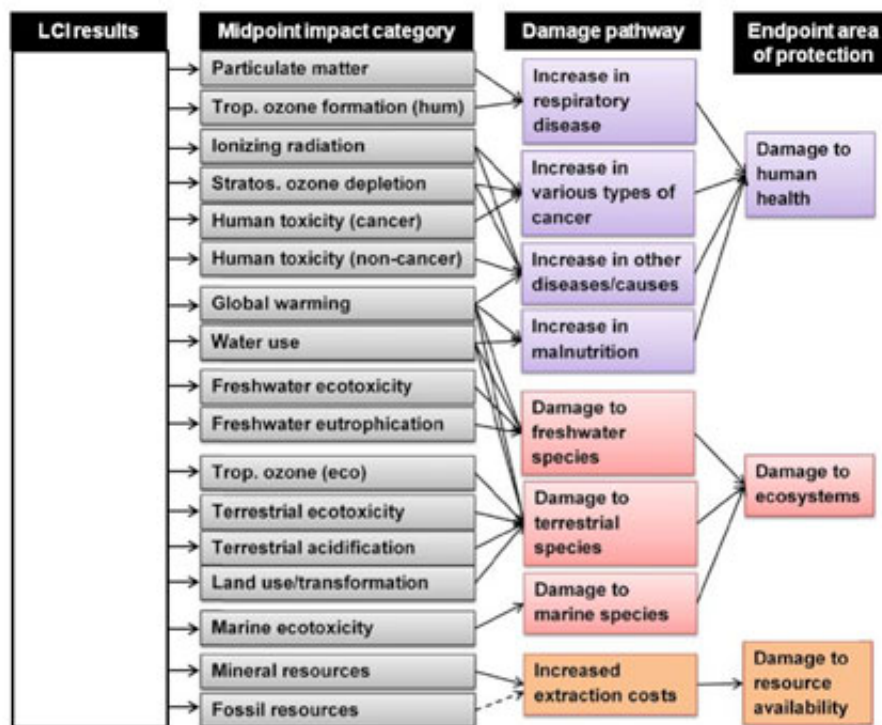 LCI results
Midpoint impact category
Damage pathway
Endpoint area
of protection
Particulate matter
Trop. ozone formation (hum)
Ionizing radiation
Stratos. ozone depletion
Human toxicity (cancer)
Human toxicity (non-cancer)
Global warming
Water use
Freshwater ecotoxicity
Freshwater eutrophication
Trop. ozone (eco)
Terrestrial ecotoxicity
Terrestrial acidification
Land use/transformation
Marine ecotoxicity
Mineral resources
Fossil resources
Increase in
respiratory
disease
Increase in
various types of
cancer
Increase in other
diseases/causes
Increase in
malnutrition
Damage to
freshwater
species
Damage to
terrestrial
species
Damage to
marine species
Increased
extraction costs
Damage to
human
health
Damage to
ecosystems
Damage to
resource
availability